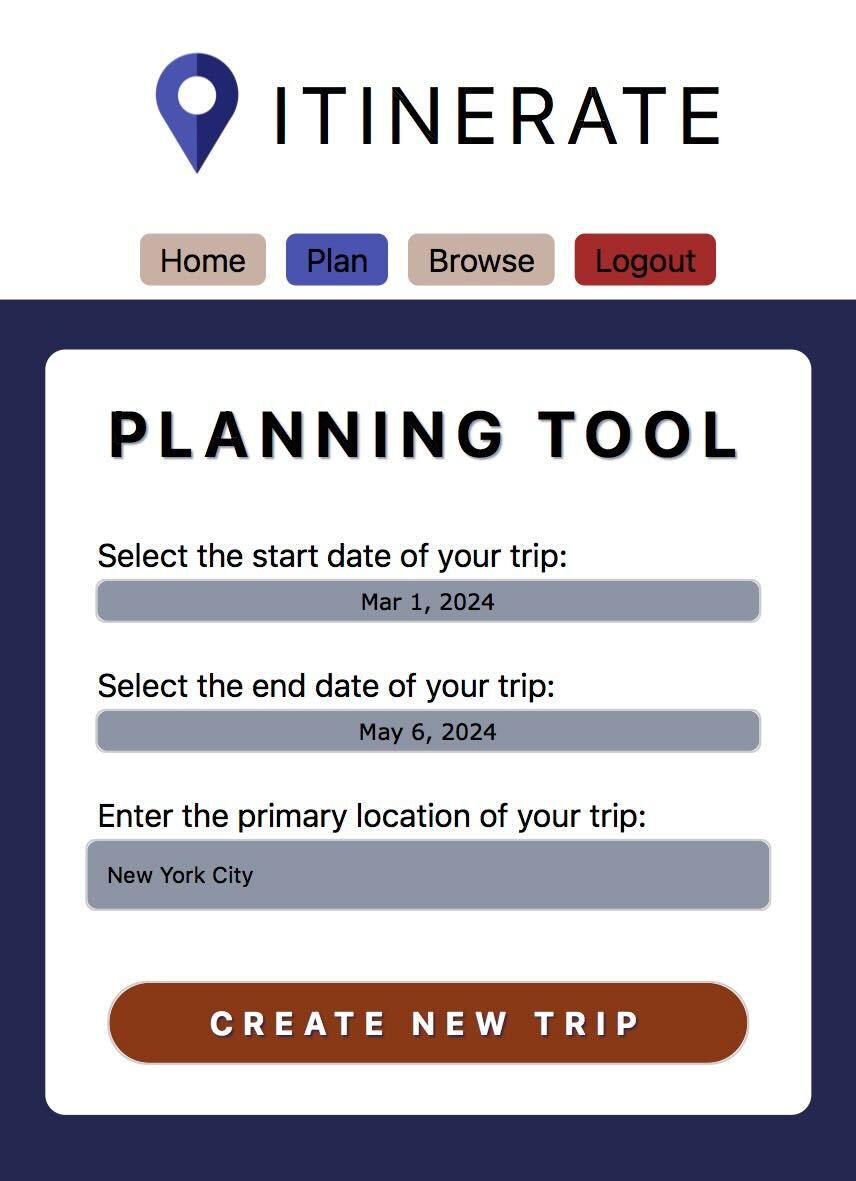 ITINERATE
Home Plan Browse Logout
PLANNING TOOL
Select the start date of your trip:
Mar 1, 2024
Select the end date of your trip:
May 6, 2024
Enter the primary location of your trip:
New York City
CREATE NEW TRIP